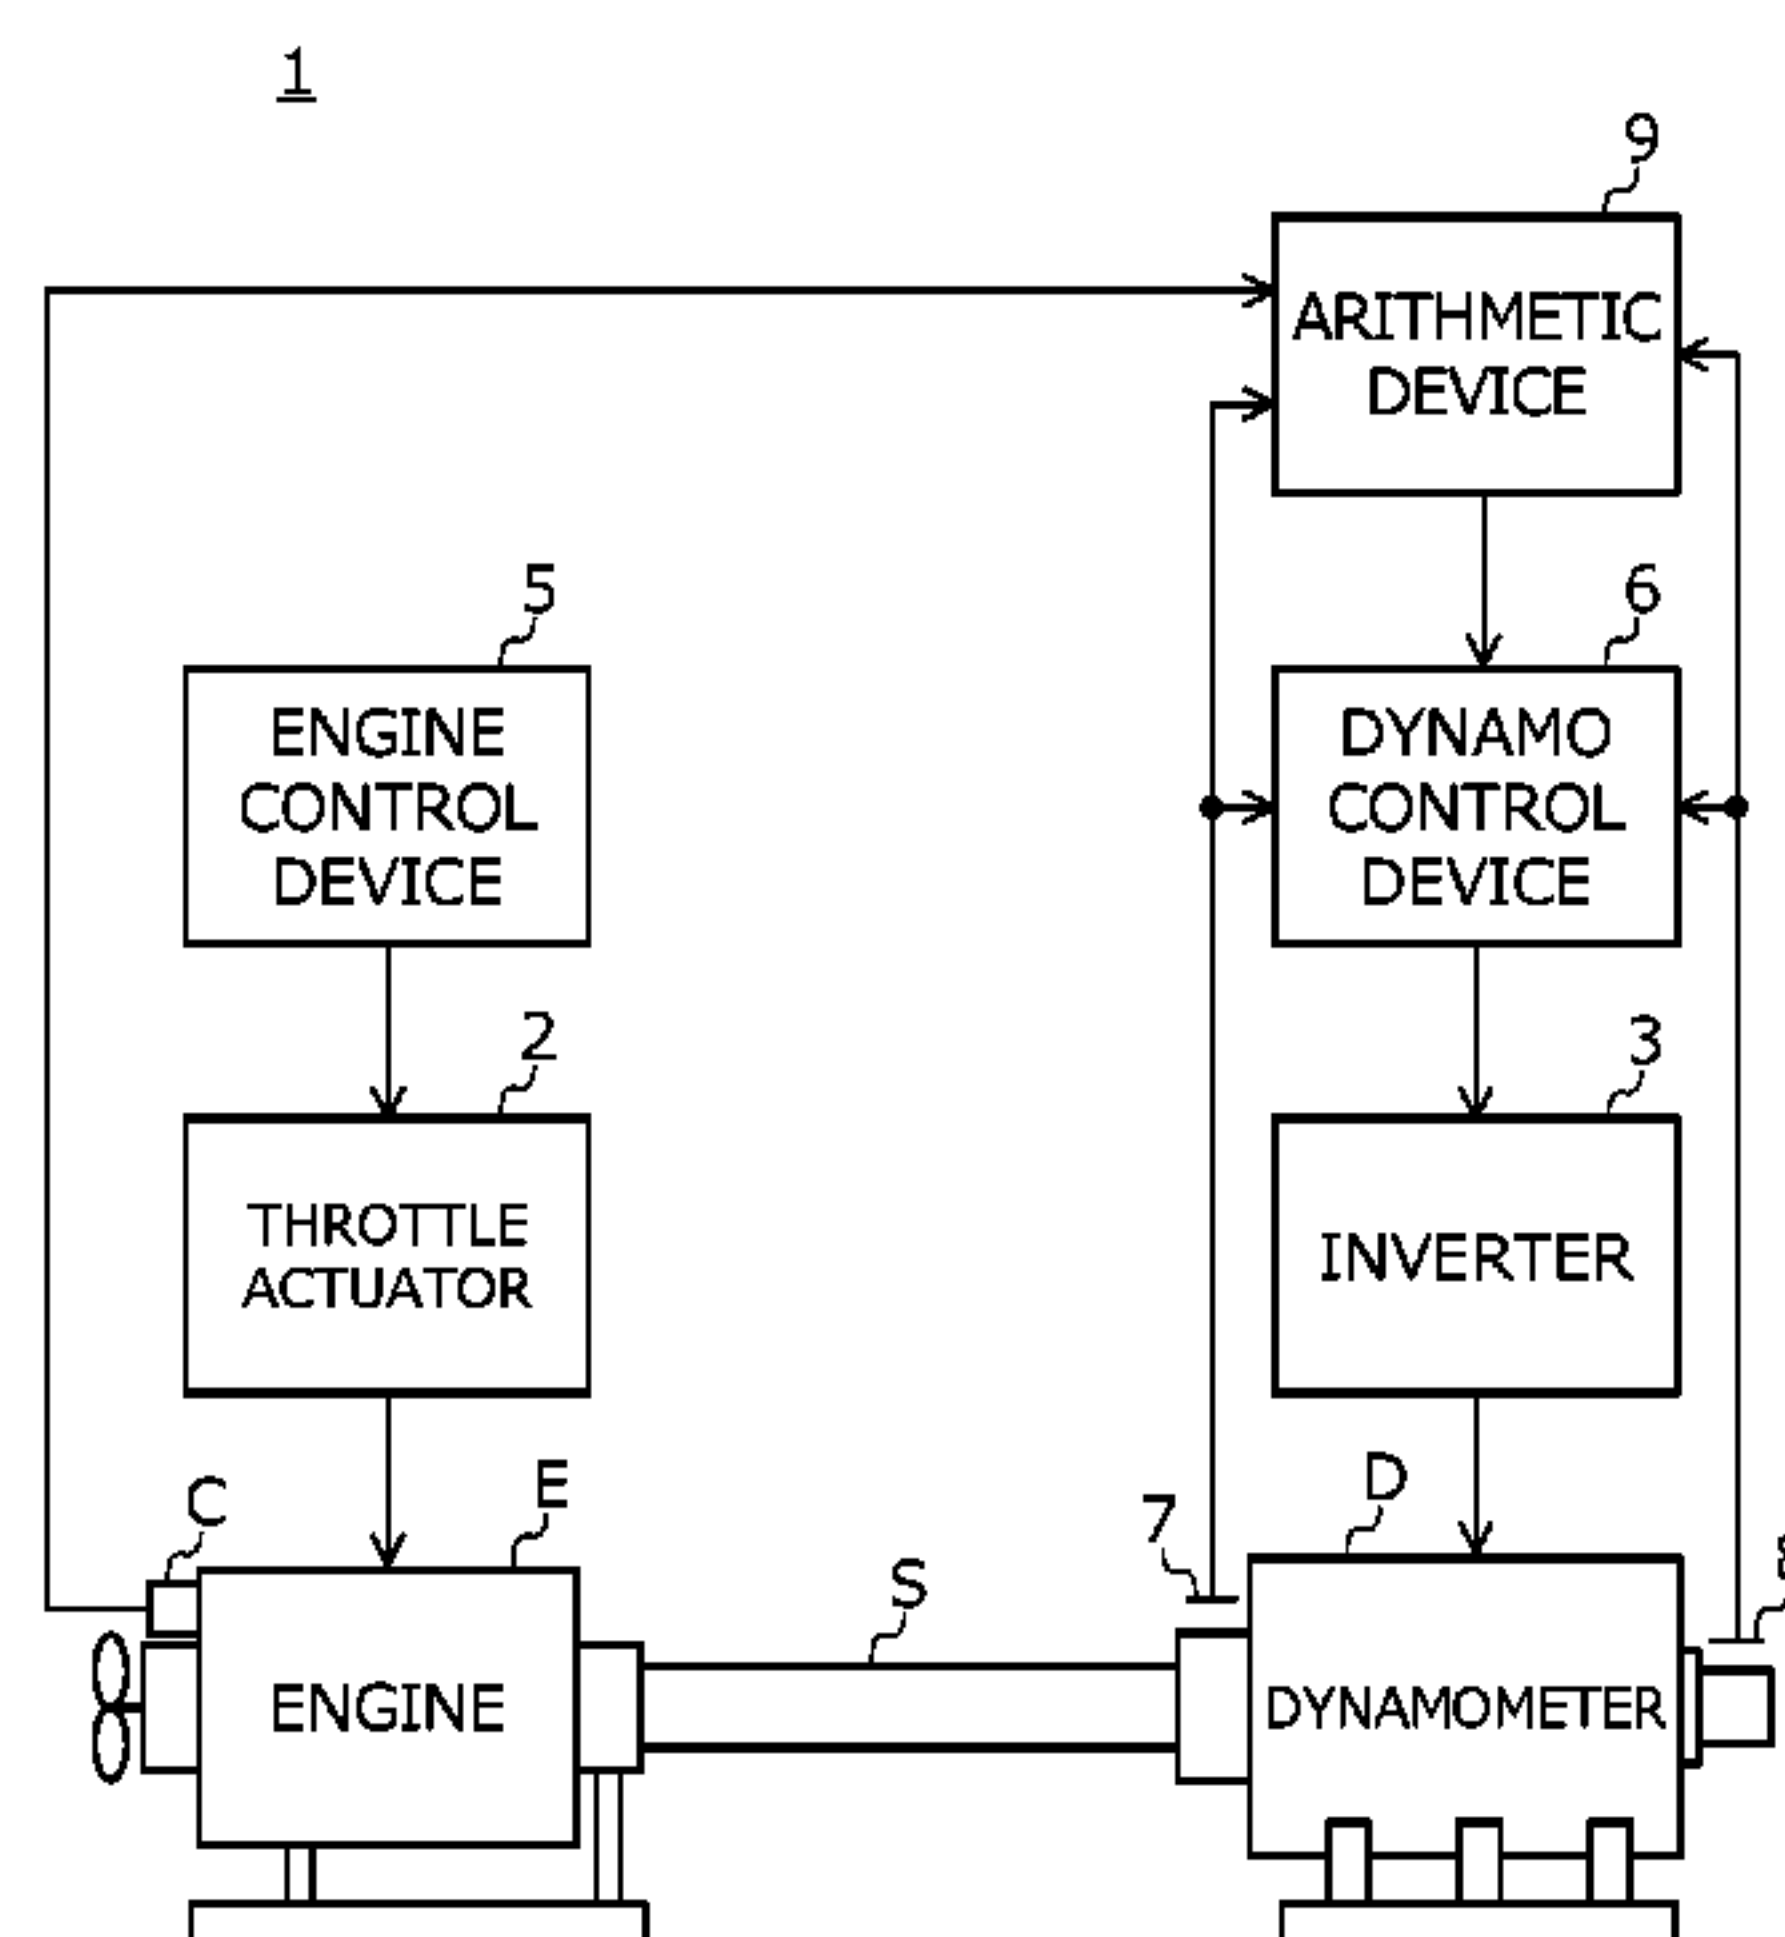 1
9
ARITHMETIC
DEVICE
5
6
ENGINE
CONTROL
DEVICE
DYNAMO
CONTROL
DEVICE
2
3
THROTTLE
ACTUATOR
INVERTER
C
E
S
7
D
ENGINE
DYNAMOMETER